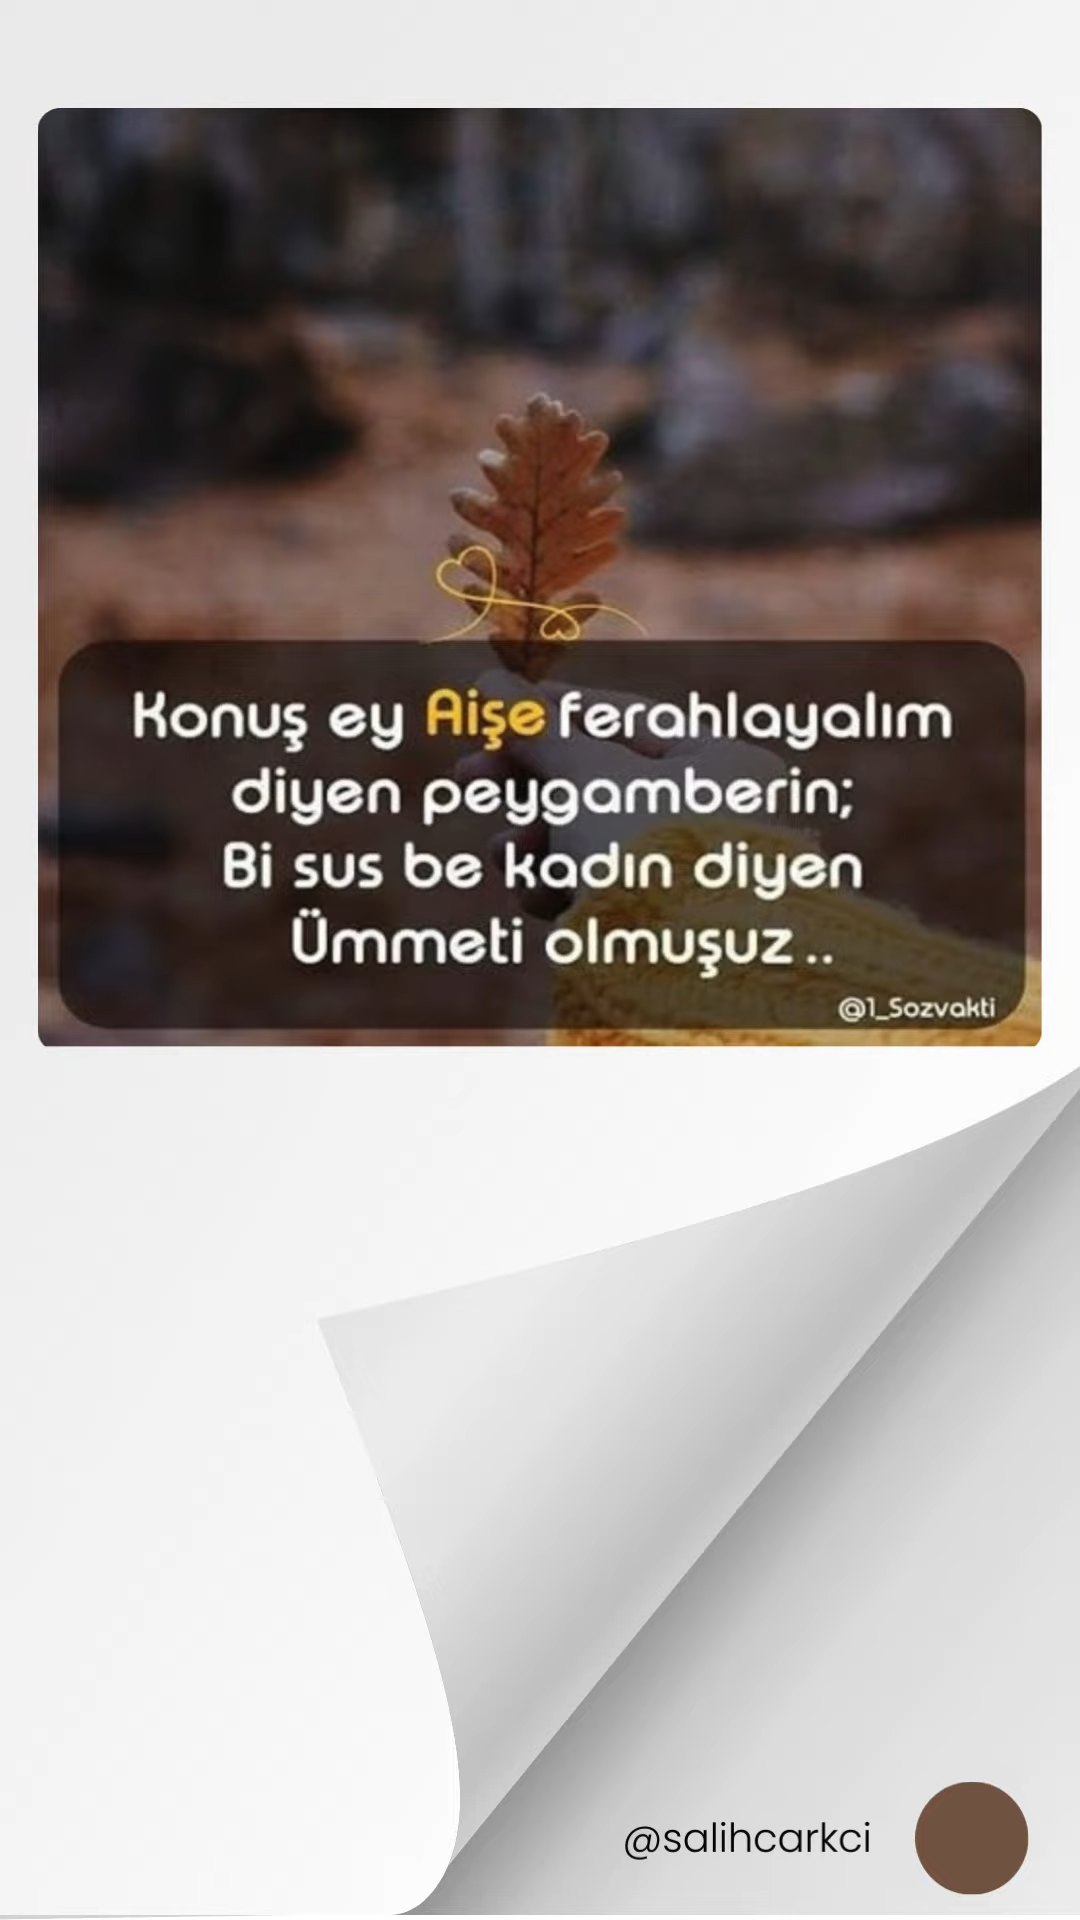 Konuş ey Aişe ferahlayalım
diyen peygamberin;
Bi sus be kadın diyen
Ümmeti olmuşuz ..
@1_Sozvakti
@salihcarkci